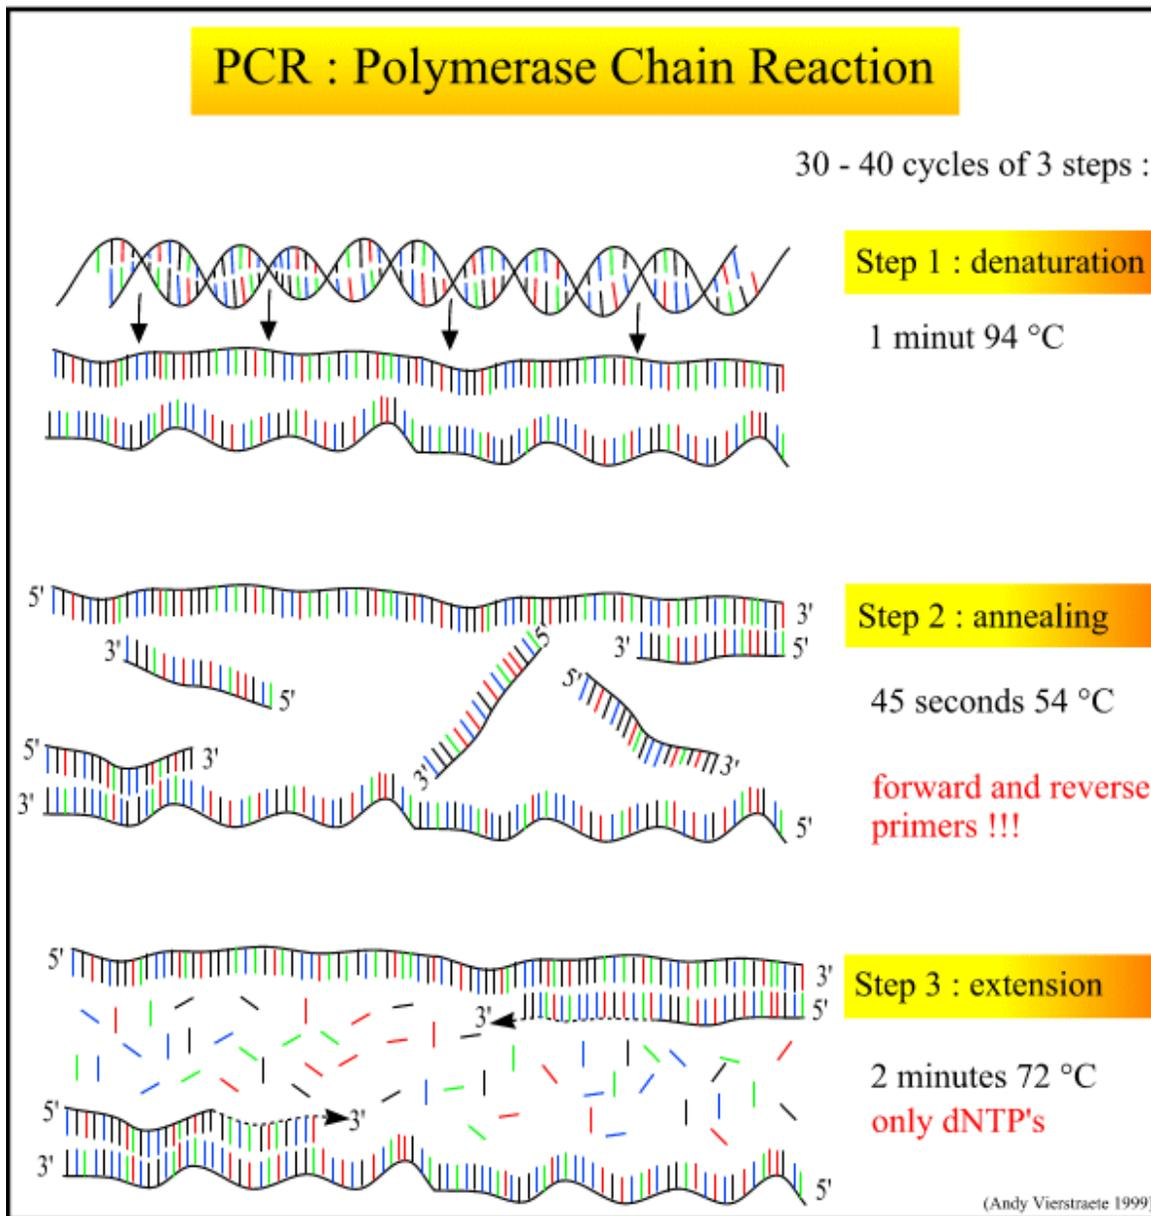 PCR : Polymerase Chain Reaction
30 - 40 cycles of 3 steps :
Step 1 : denaturation
1 minut 94 °C
5'
3'
Step 2 : annealing
3'
5'
3'
5'
45 seconds 54 °C
5'
5'
3'
3'
3'
5'
3'
forward and reverse
primers !!!
5'
5'
3'
Step 3 : extension
3'
5'
2 minutes 72 °C
only dNTP's
5'
3'
3'
5'
(Andy Vierstraete 1999)